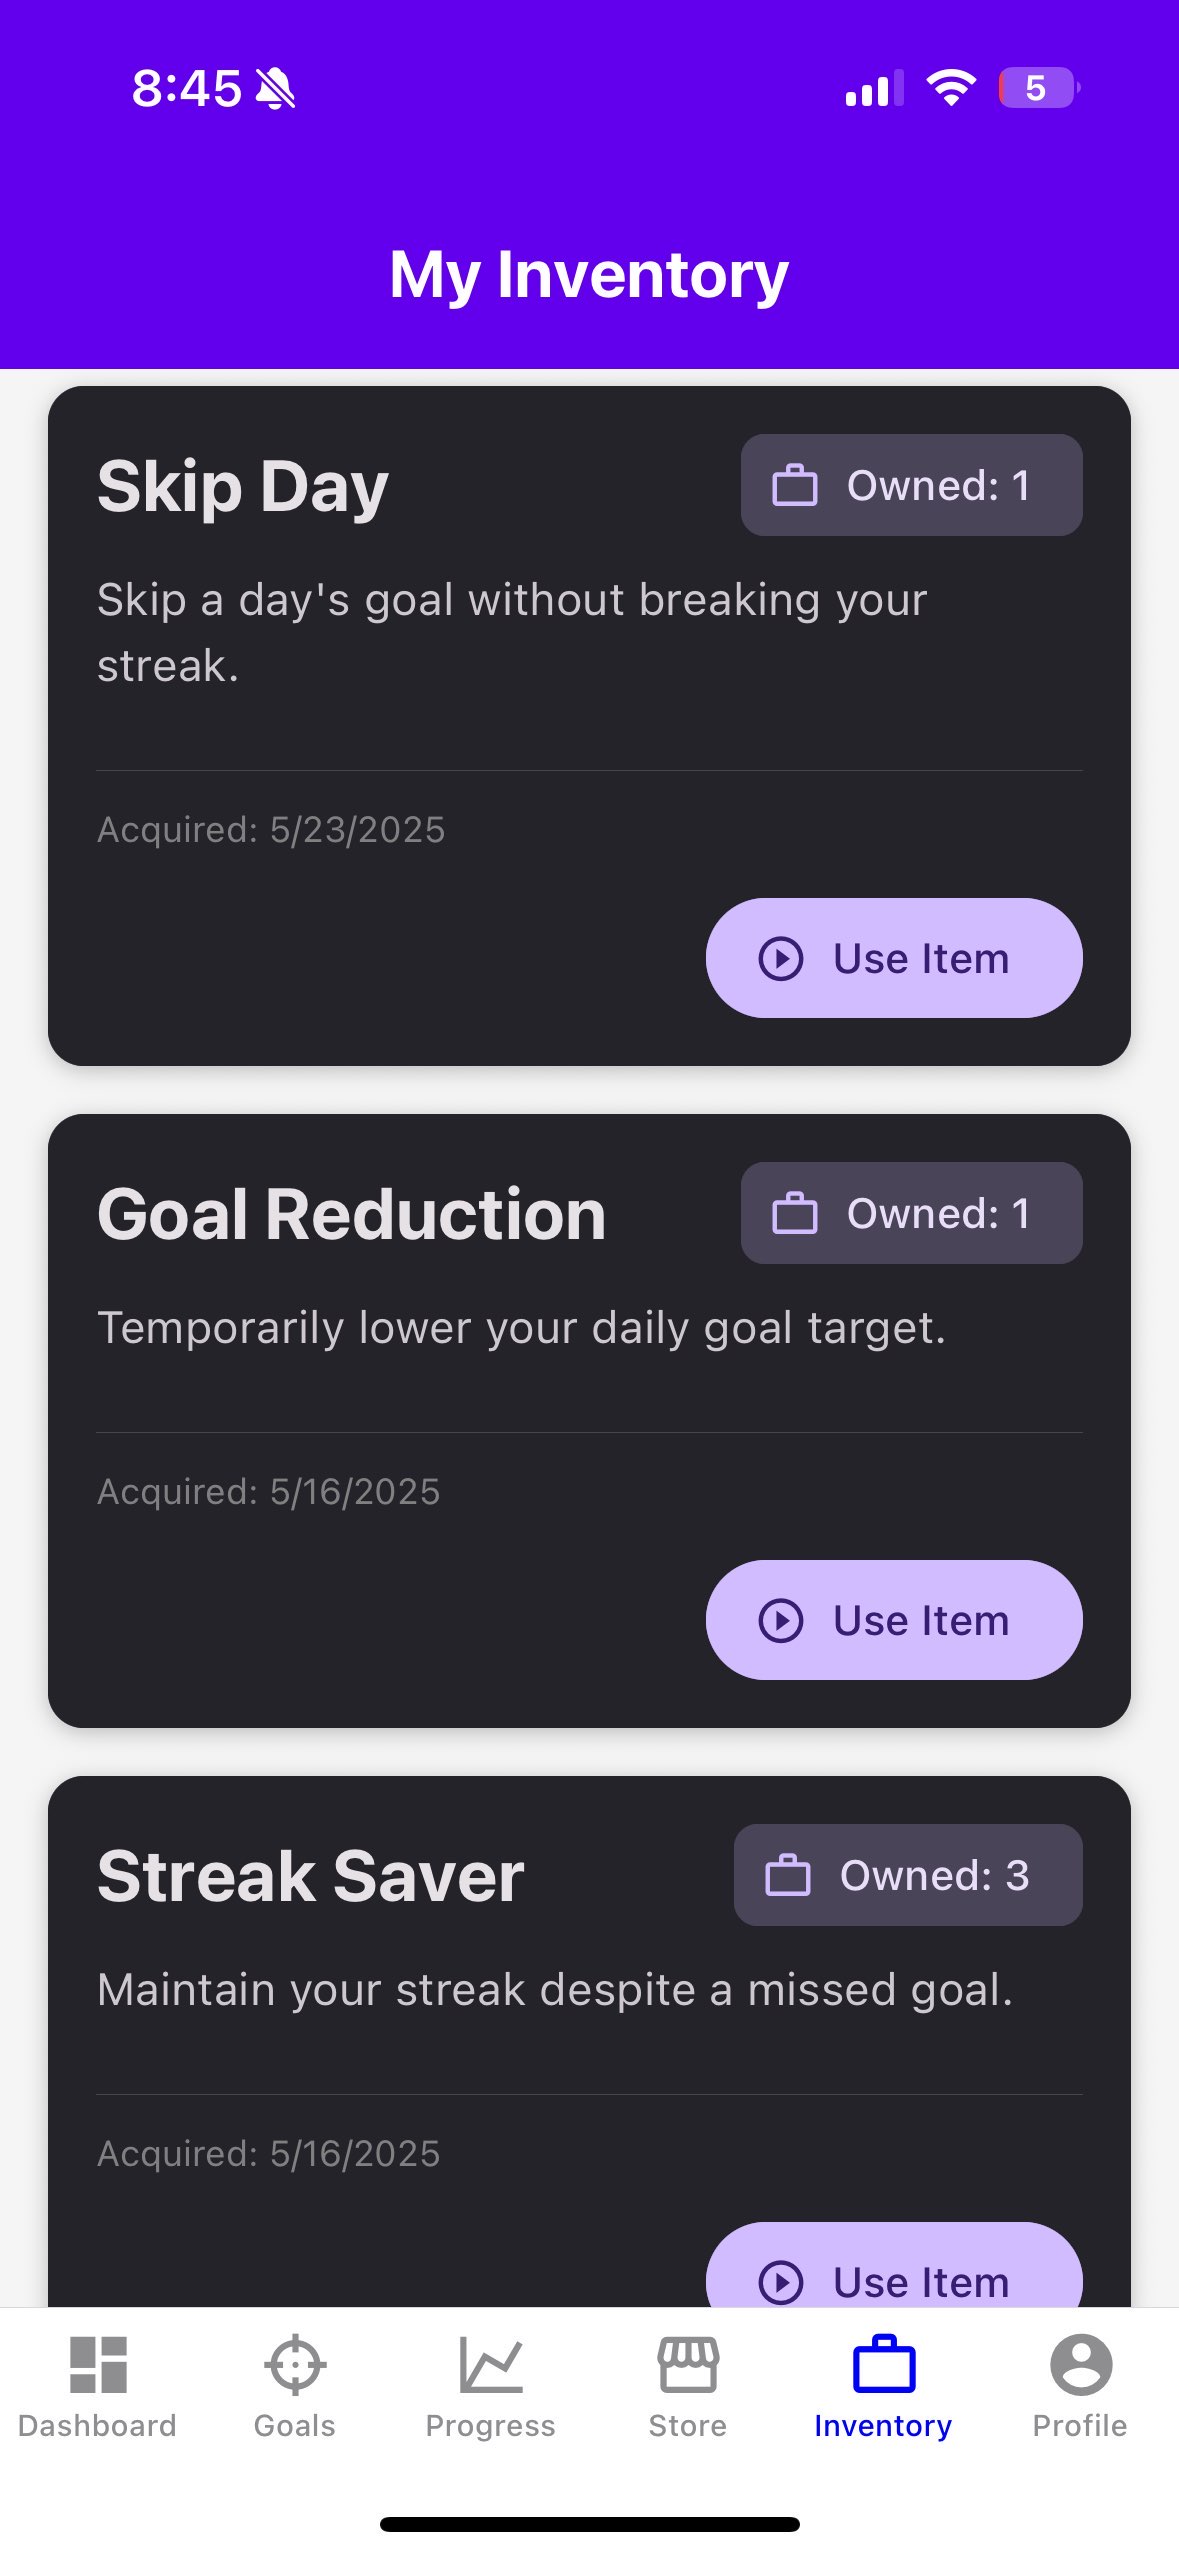 8:45
5
My Inventory
Skip Day
Owned: 1
Skip a day's goal without breaking your
streak.
Acquired: 5/23/2025
Use Item
Goal Reduction
Owned: 1
Temporarily lower your daily goal target.
Acquired: 5/16/2025
Use Item
Streak Saver
Owned: 3
Maintain your streak despite a missed goal.
Acquired: 5/16/2025
Use Item
Dashboard
Goals
Progress
Store
Inventory
Profile